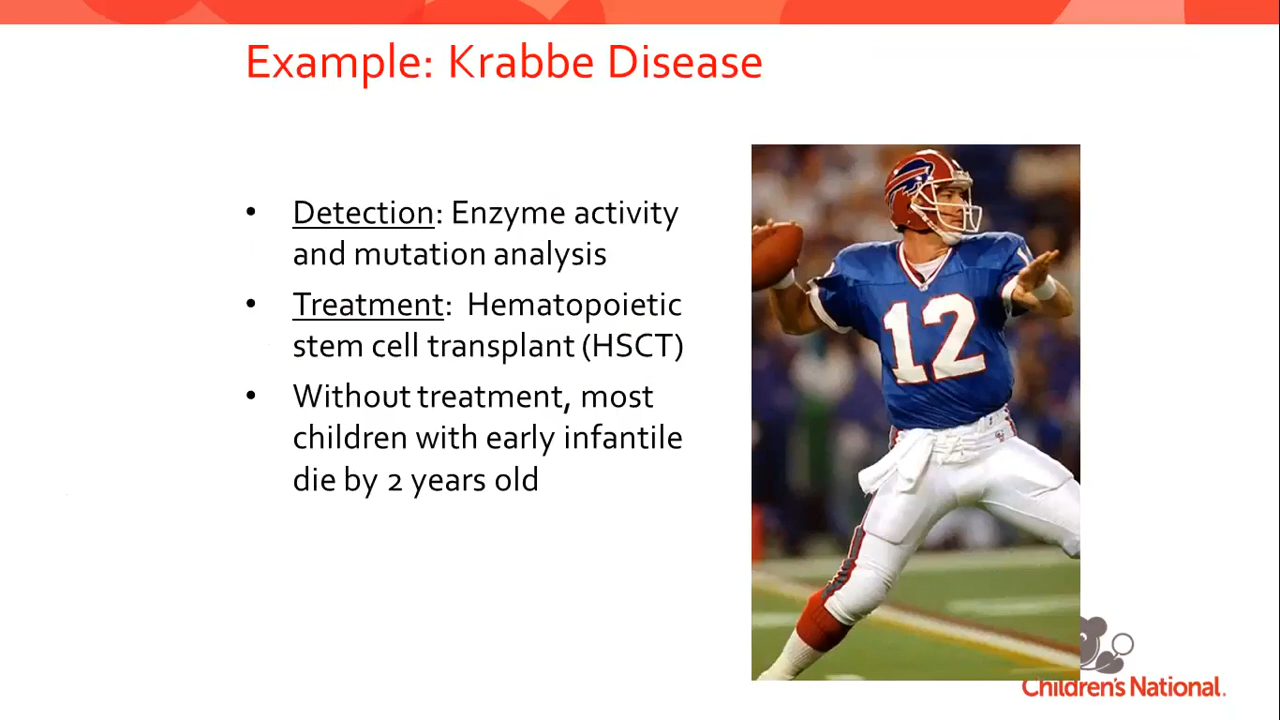 Example: Krabbe Disease
• Detection: Enzyme activity
and mutation analysis
• Treatment: Hematopoietic
stem cell transplant (HSCT)
• Without treatment, most
children with early infantile
die by 2 years old
12
Children's National.